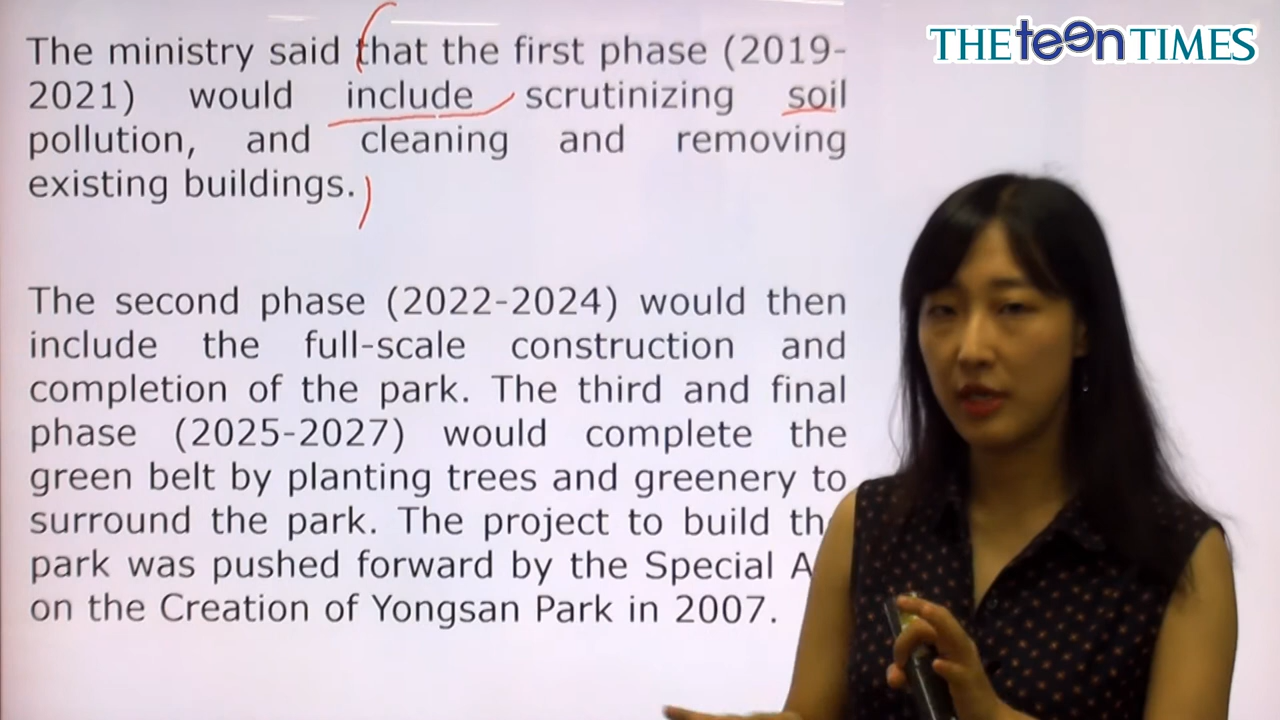 THE teen TIMES
The ministry said that the first phase (2019-
2021) would include scrutinizing soil
pollution, and cleaning and removing
existing buildings.
The second phase (2022-2024) would then
include the full-scale construction and
completion of the park. The third and final
phase (2025-2027) would complete the
green belt by planting trees and greenery to
surround the park. The project to build th
park was pushed forward by the Special A
on the Creation of Yongsan Park in 2007.